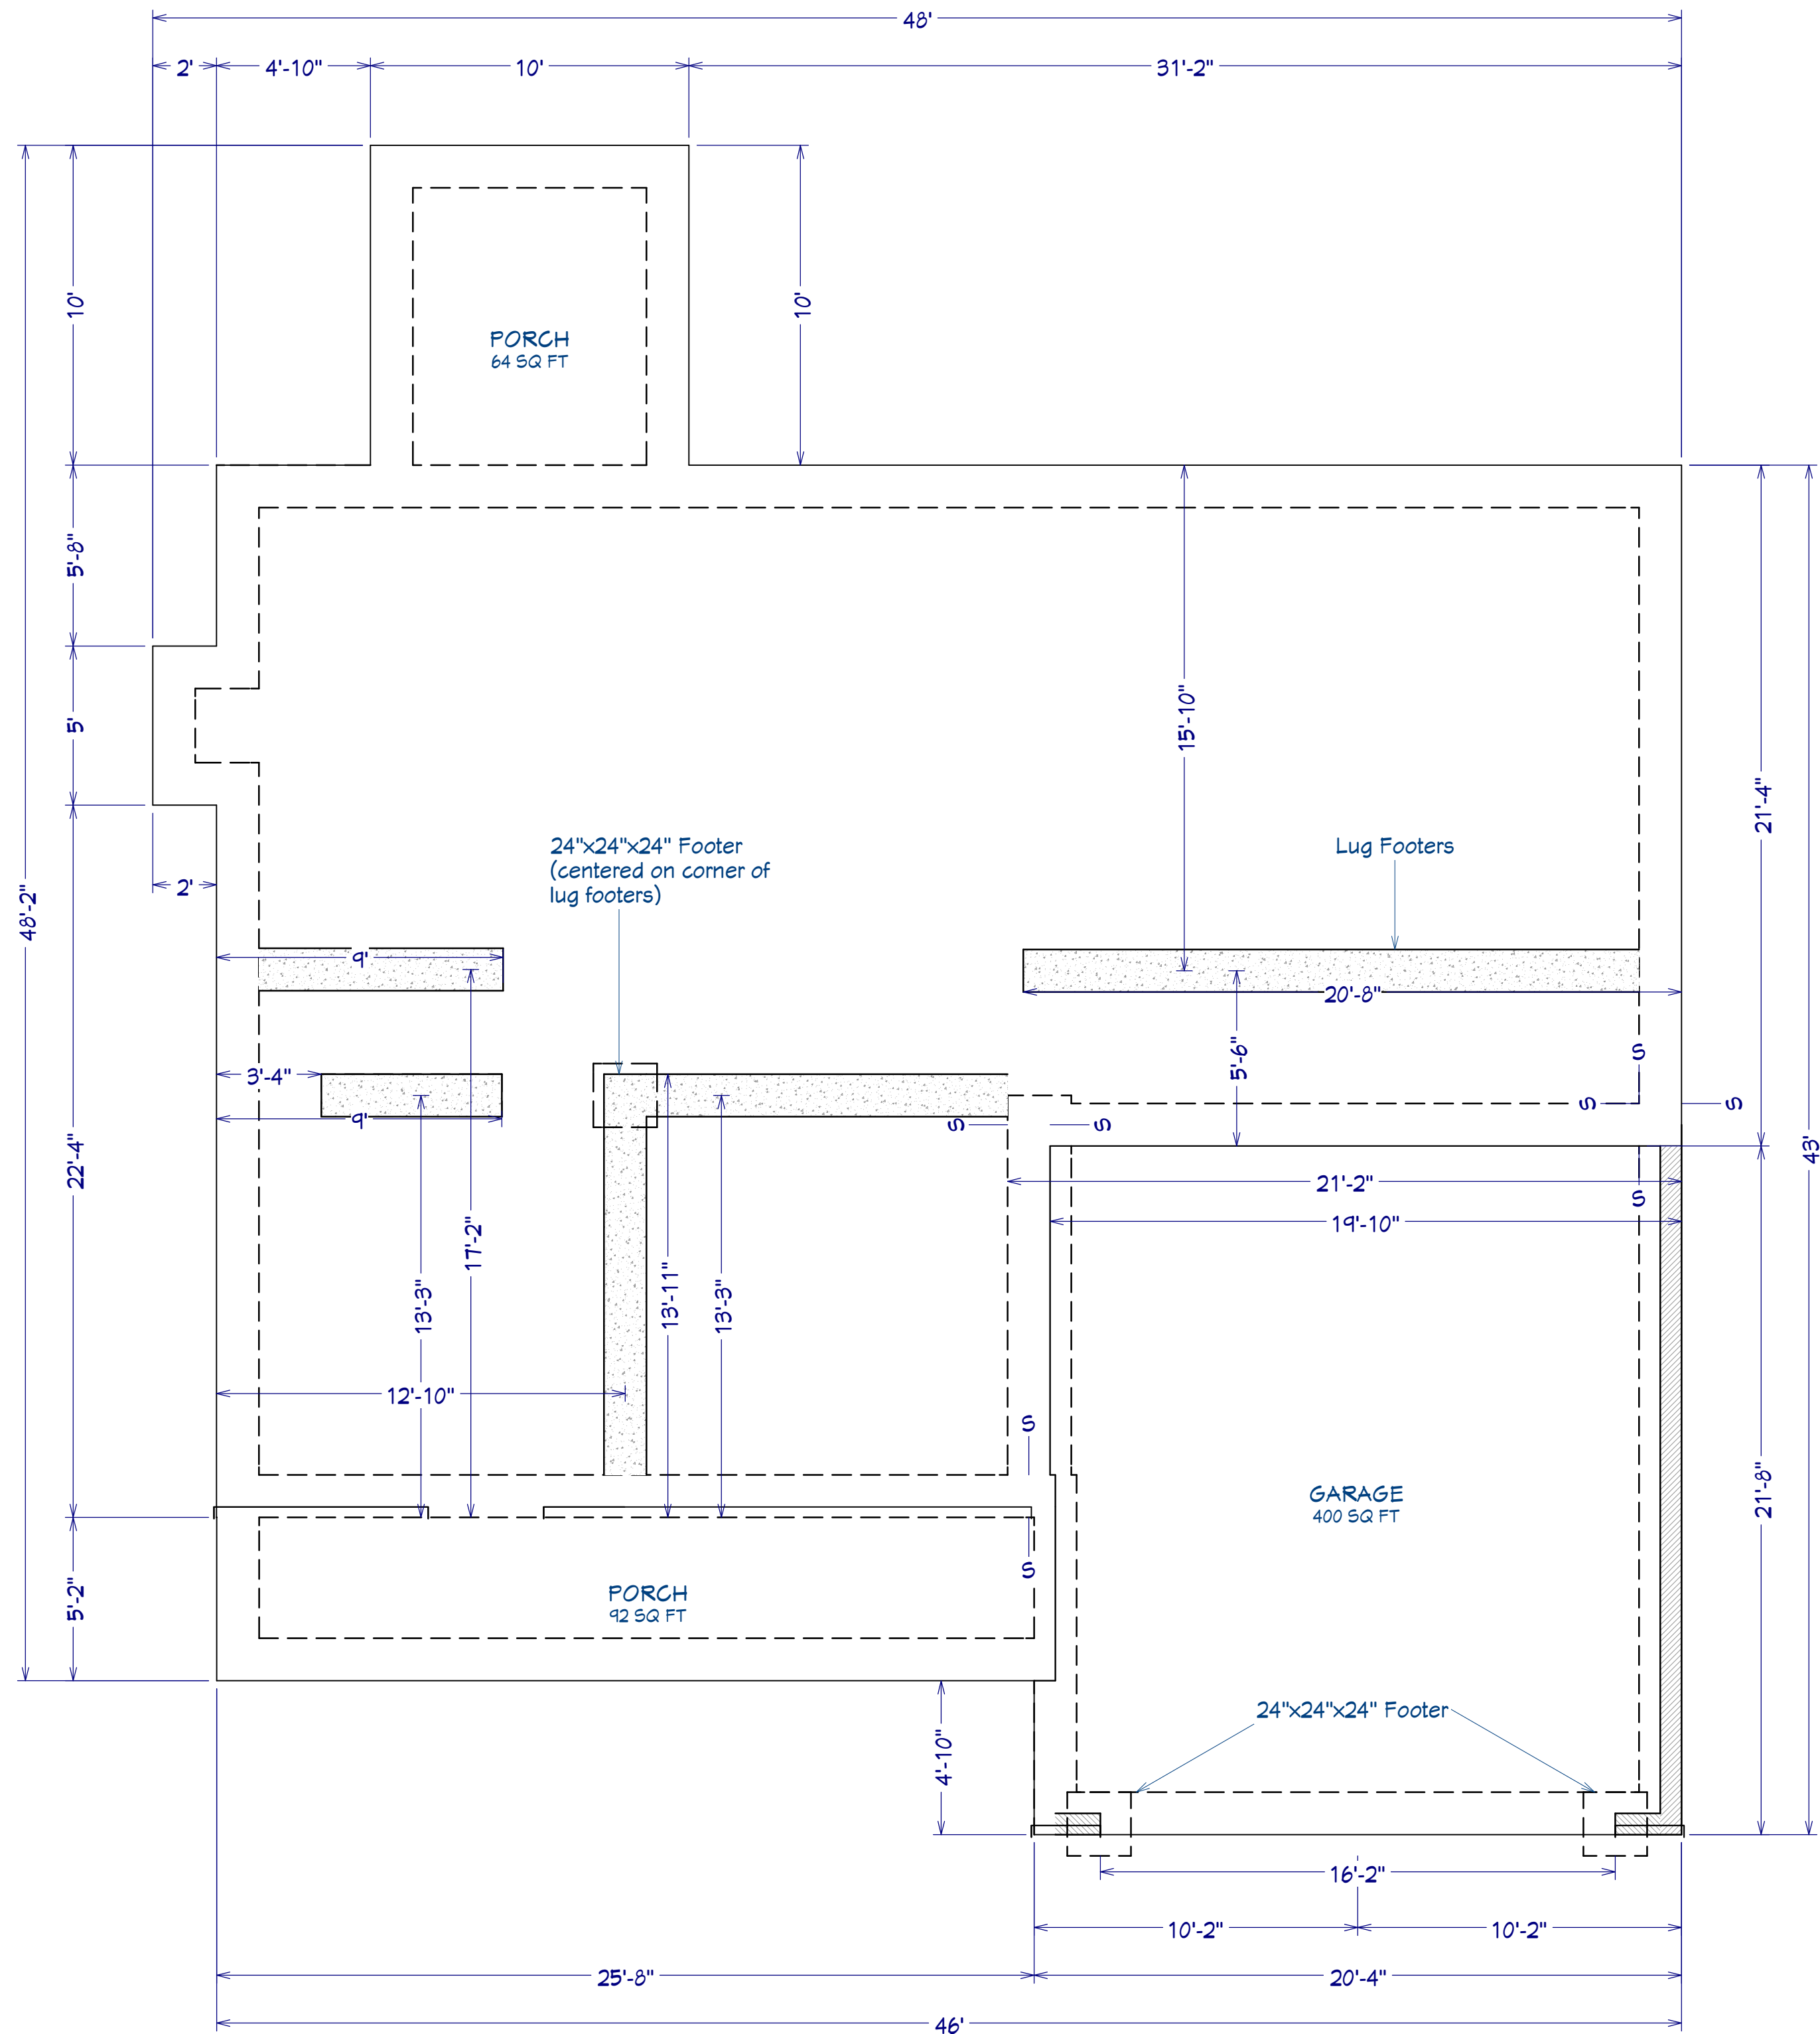 48'
2'
4'-10"
10'
31'-2"
10'
10'
PORCH
64 SQ FT
5'-8"
5'
15'-10"
21'-4"
24"x24"x24" Footer
(centered on corner of
lug footers)
Lug Footers
2'
48'-2"
9'
20'-8"
5'-6"
S
3'-4"
S
S
9'
S
S
43'
22'-4"
21'-2"
S
19'-10"
17'-2"
13'-3"
13'-11"
13'-3"
12'-10"
S
GARAGE
400 SQ FT
21'-8"
S
5'-2"
PORCH
92 SQ FT
24"x24"x24" Footer
4'-10"
16'-2"
10'-2"
10'-2"
25'-8"
20'-4"
46'